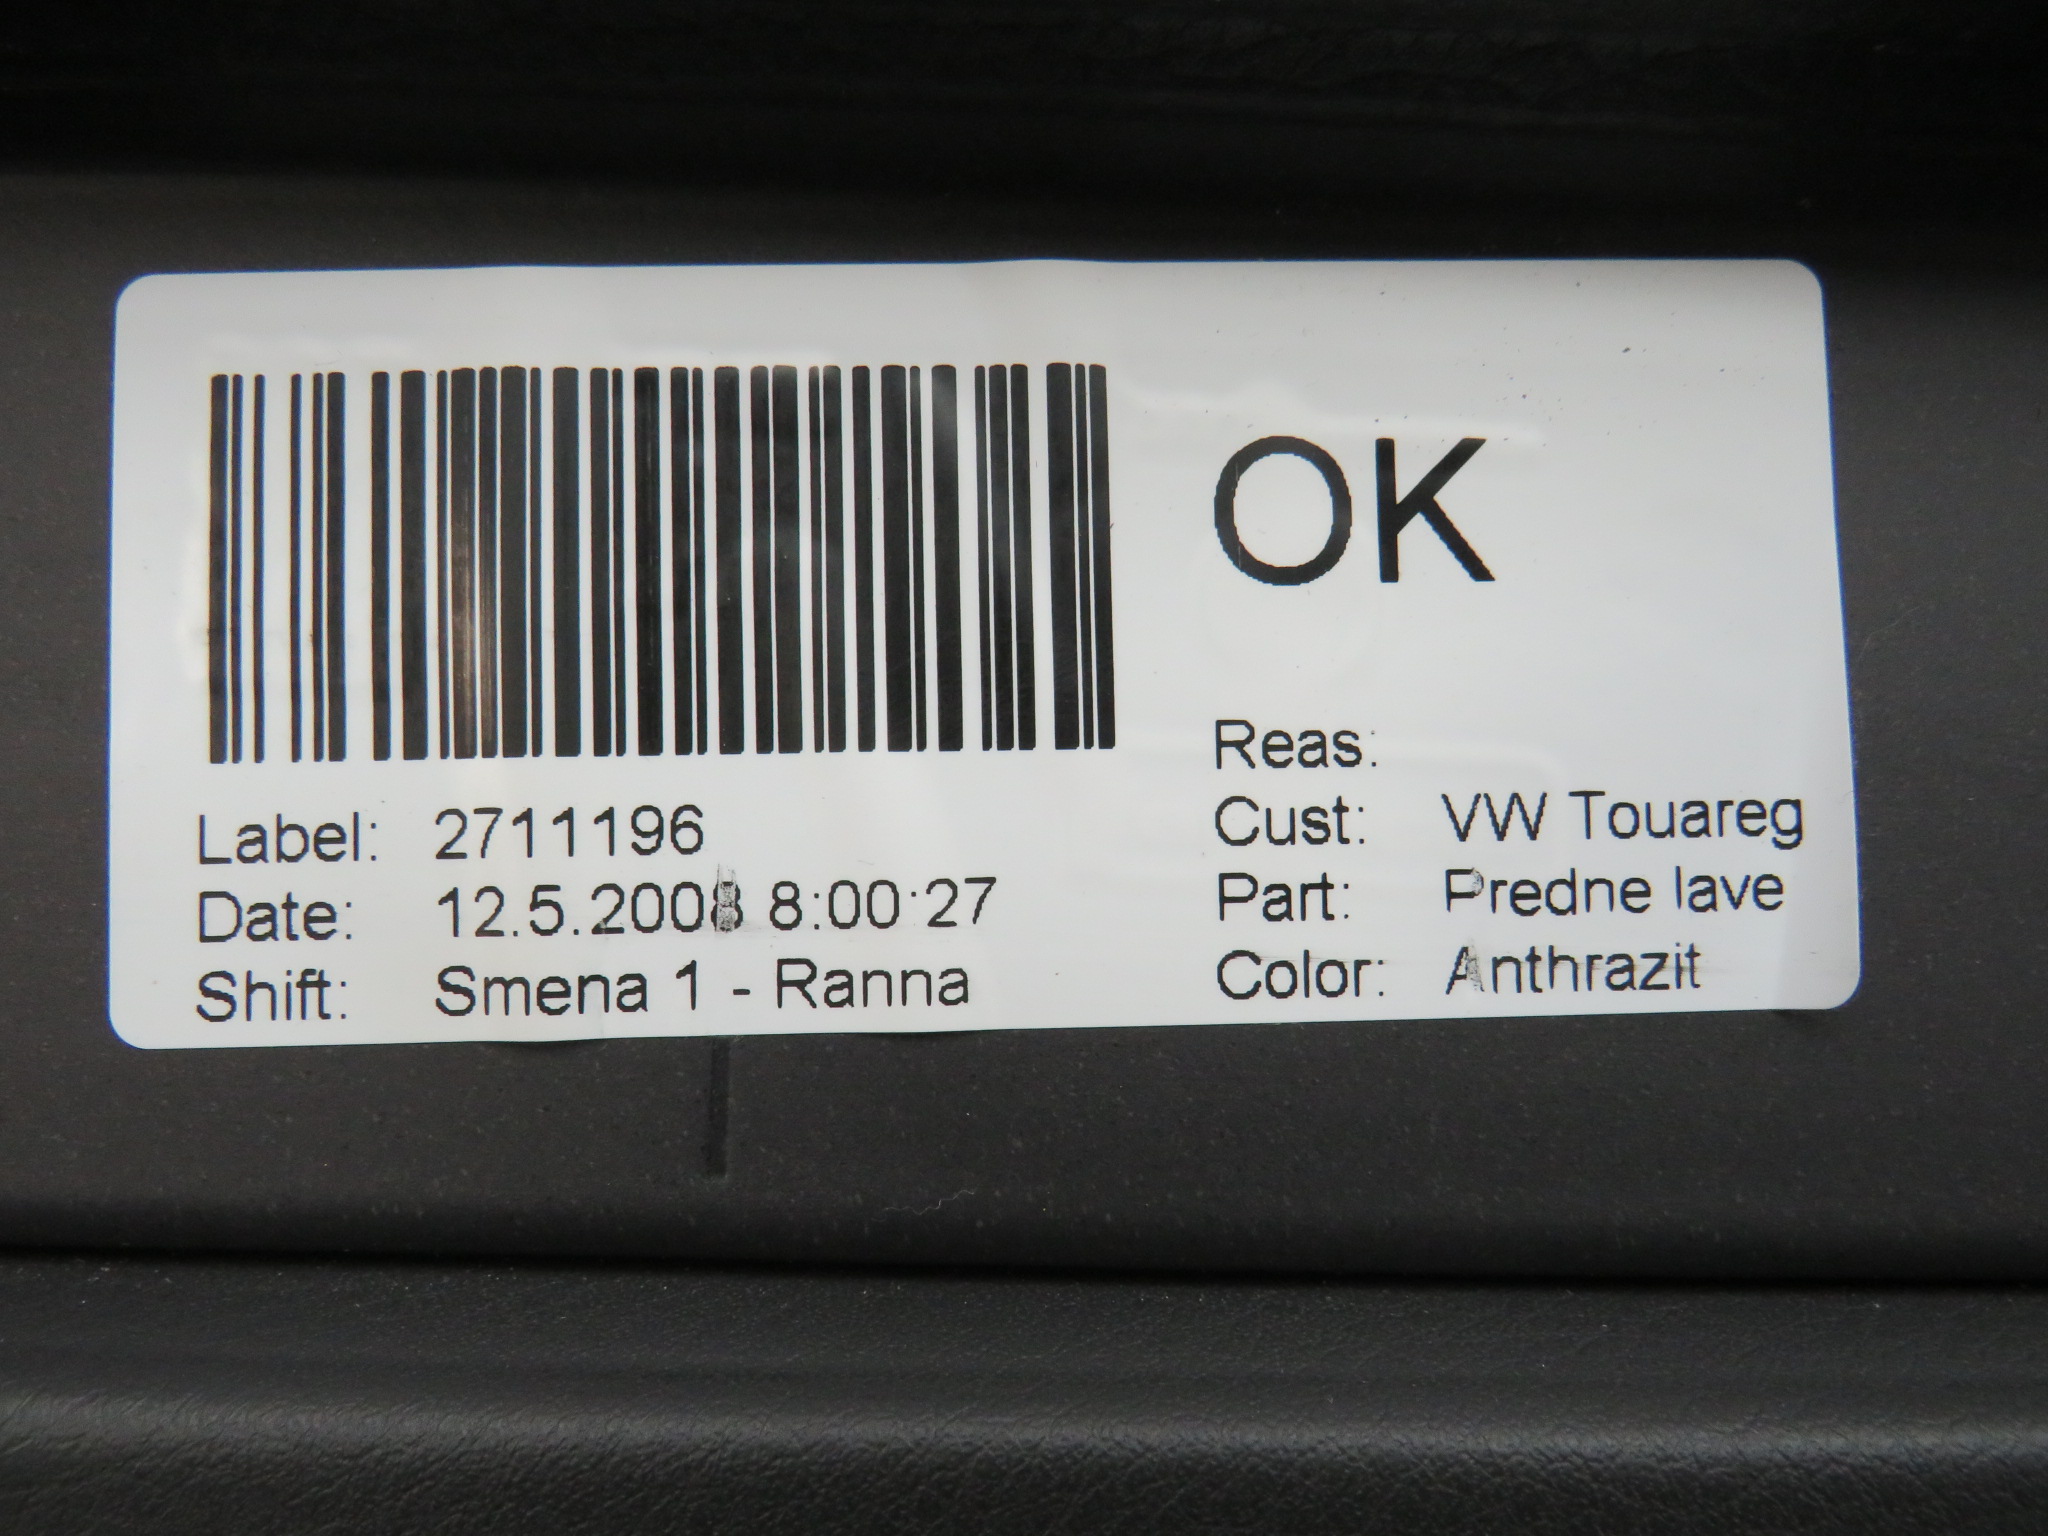 OK
Label: 2711196
Date: 12.5.2008 8:00:27
Shift: Smena 1 - Ranna
Reas:
Cust: VW Touareg
Part: Predne lave
Color: Anthrazit